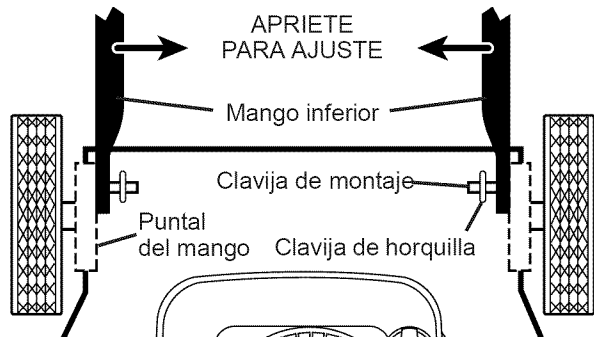 APRIETE
PARA AJUSTE
Mango inferior
Clavija de montaje
Puntal
del mango
Clavija de horquilla